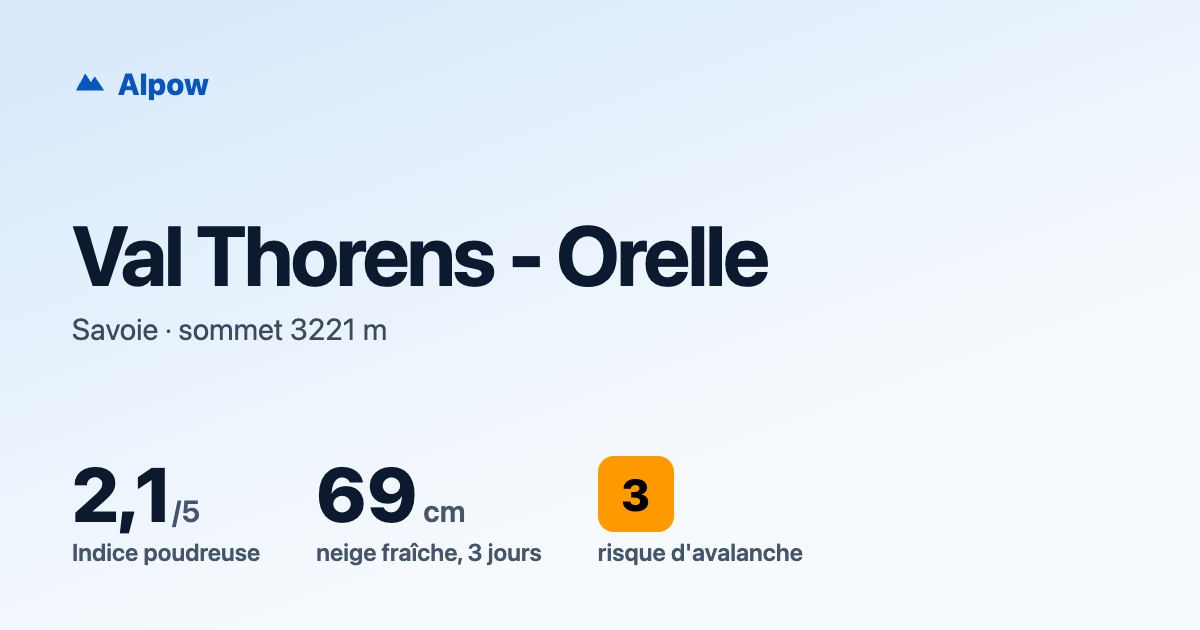 Alpow
Val Thorens - Orelle
Savoie · sommet 3221 m
2,1/5
Indice poudreuse
69 cm
neige fraîche, 3 jours
3
risque d'avalanche